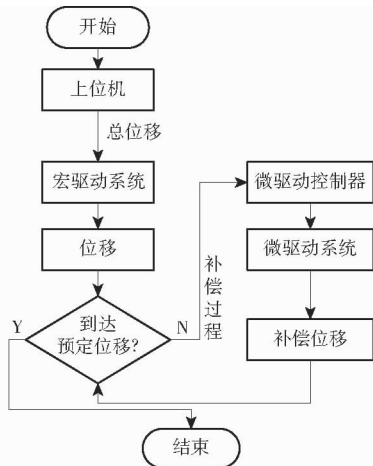 开始
上位机
总位移
宏驱动系统
位移
到达
预定位移?
Y
N
补偿过程
微驱动控制器
微驱动系统
补偿位移
结束